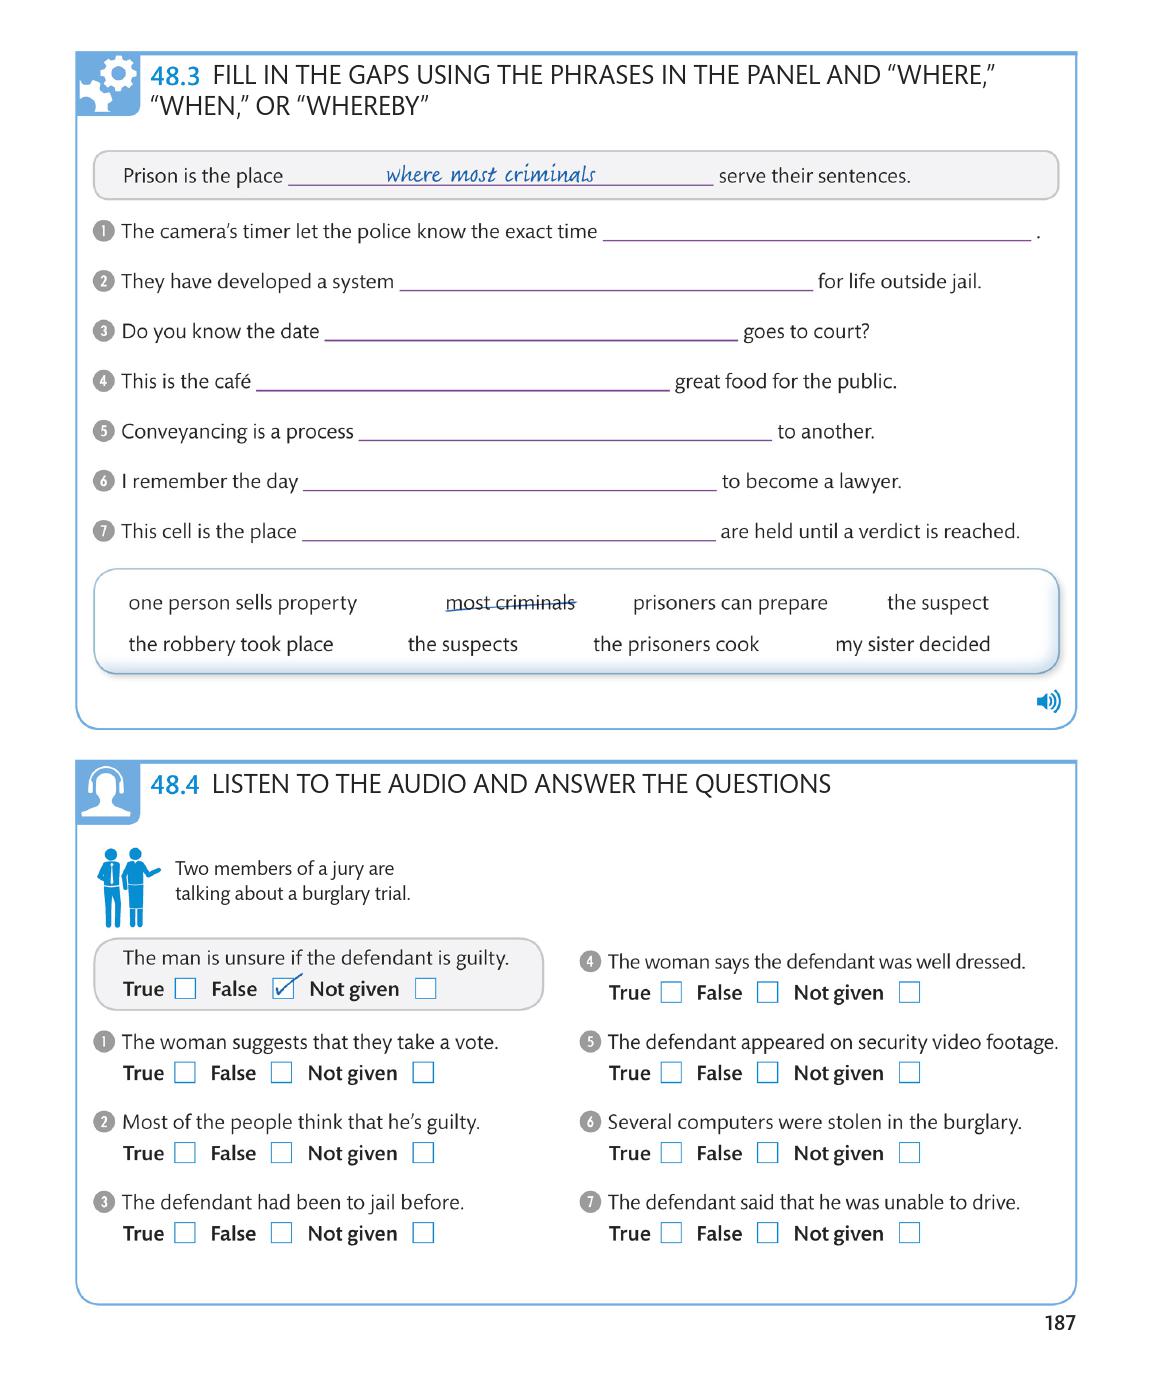 48.3 FILL IN THE GAPS USING THE PHRASES IN THE PANEL AND “WHERE,”
“WHEN,” OR “WHEREBY”
Prison is the place where most criminals serve their sentences.
1 The camera’s timer let the police know the exact time ______ .
2 They have developed a system ______ for life outside jail.
3 Do you know the date ______ goes to court?
4 This is the café ______ great food for the public.
5 Conveyancing is a process ______ to another.
6 I remember the day ______ to become a lawyer.
7 This cell is the place ______ are held until a verdict is reached.
one person sells property most criminals prisoners can prepare the suspect
the robbery took place the suspects the prisoners cook my sister decided
48.4 LISTEN TO THE AUDIO AND ANSWER THE QUESTIONS
Two members of a jury are
talking about a burglary trial.
The man is unsure if the defendant is guilty.
True False Not given
1 The woman suggests that they take a vote.
True False Not given
2 Most of the people think that he’s guilty.
True False Not given
3 The defendant had been to jail before.
True False Not given
4 The woman says the defendant was well dressed.
True False Not given
5 The defendant appeared on security video footage.
True False Not given
6 Several computers were stolen in the burglary.
True False Not given
7 The defendant said that he was unable to drive.
True False Not given
187